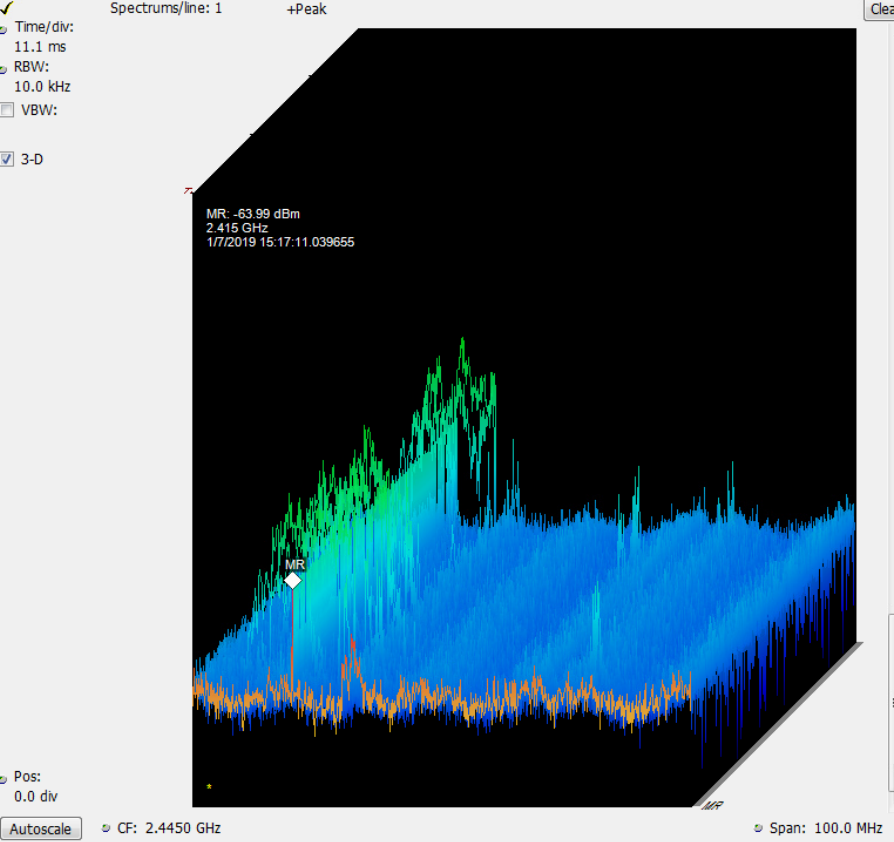 Spectrums/line: 1
+Peak
Time/div:
11.1 ms
RBW:
10.0 kHz
VBW:
3-D
MR: -63.99 dBm
2.415 GHz
1/7/2019 15:17:11.039655
MR
Pos:
0.0 div
*
MR
Autoscale
CF: 2.4450 GHz
Span: 100.0 MHz